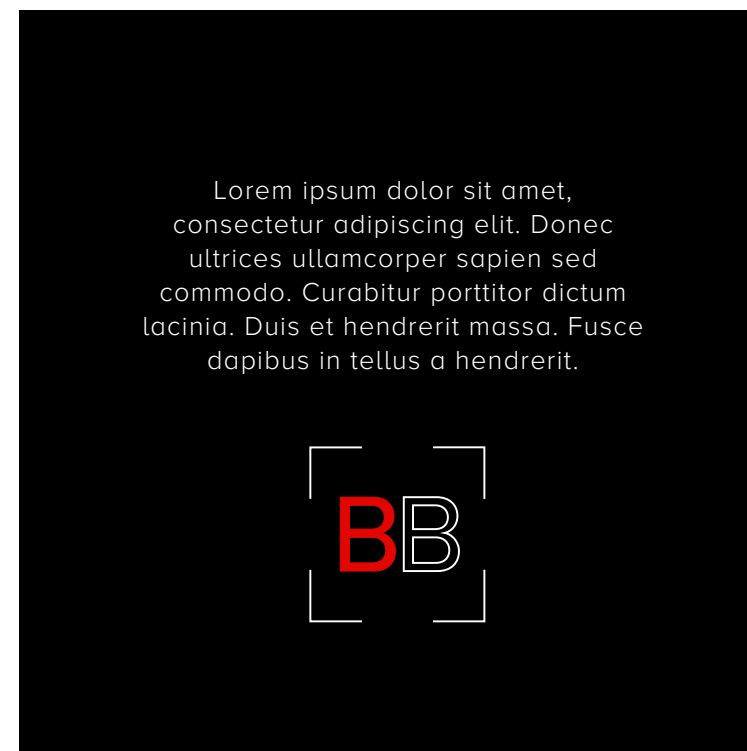 Lorem ipsum dolor sit amet,
consectetur adipiscing elit. Donec
ultrices ullamcorper sapien sed
commodo. Curabitur porttitor dictum
lacinia. Duis et hendrerit massa. Fusce
dapibus in tellus a hendrerit.
BB